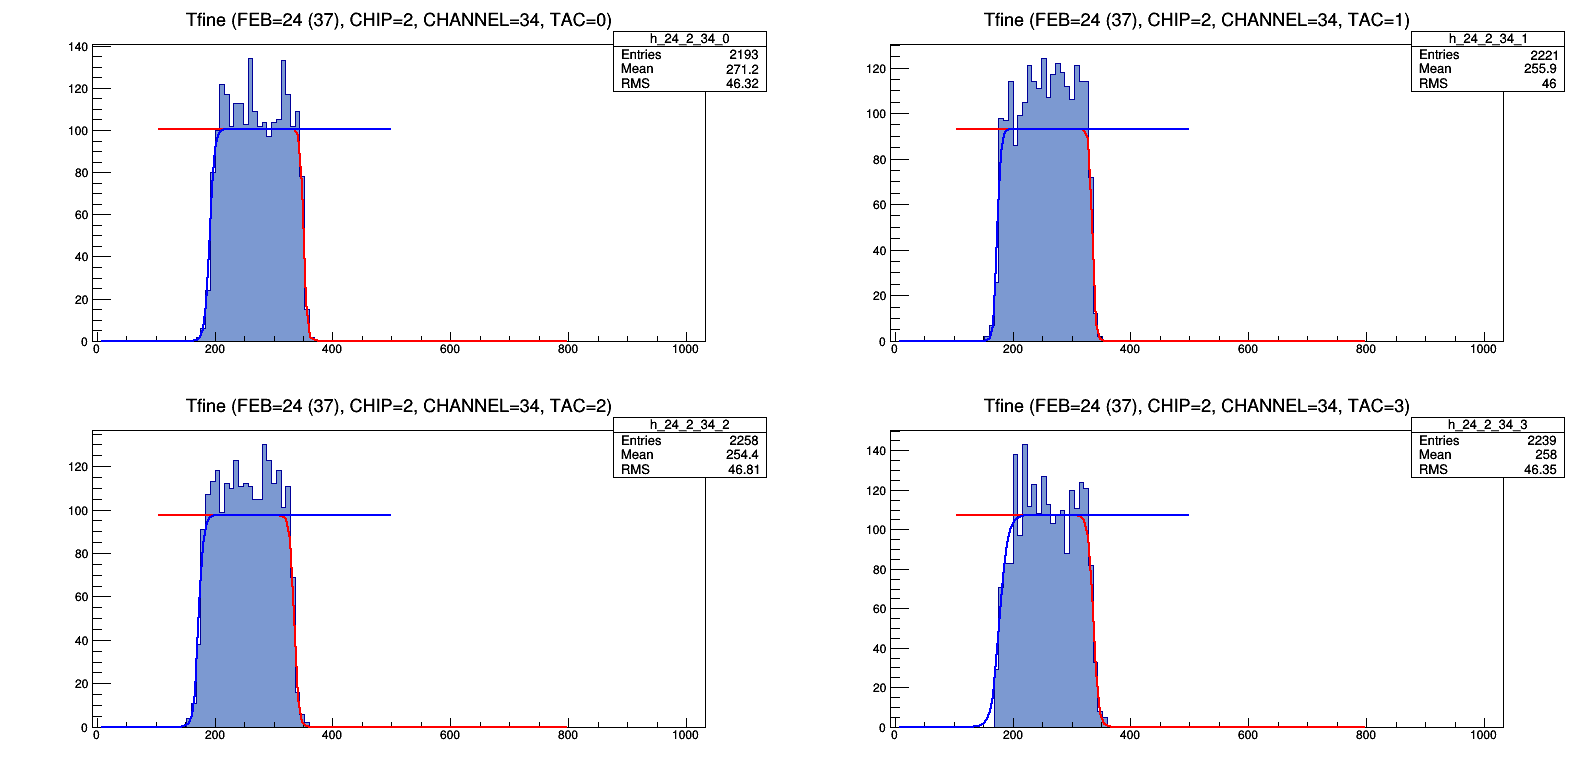 Tfine (FEB=24 (37), CHIP=2, CHANNEL=34, TAC=0)
h_24_2_34_0
Entries 2193
Mean 271.2
RMS 46.32
140
120
100
80
60
40
20
0
0 200 400 600 800 1000
Tfine (FEB=24 (37), CHIP=2, CHANNEL=34, TAC=1)
h_24_2_34_1
Entries 2221
Mean 255.9
RMS 46
120
100
80
60
40
20
0
0 200 400 600 800 1000
Tfine (FEB=24 (37), CHIP=2, CHANNEL=34, TAC=2)
h_24_2_34_2
Entries 2258
Mean 254.4
RMS 46.81
120
100
80
60
40
20
0
0 200 400 600 800 1000
Tfine (FEB=24 (37), CHIP=2, CHANNEL=34, TAC=3)
h_24_2_34_3
Entries 2239
Mean 258
RMS 46.35
140
120
100
80
60
40
20
0
0 200 400 600 800 1000